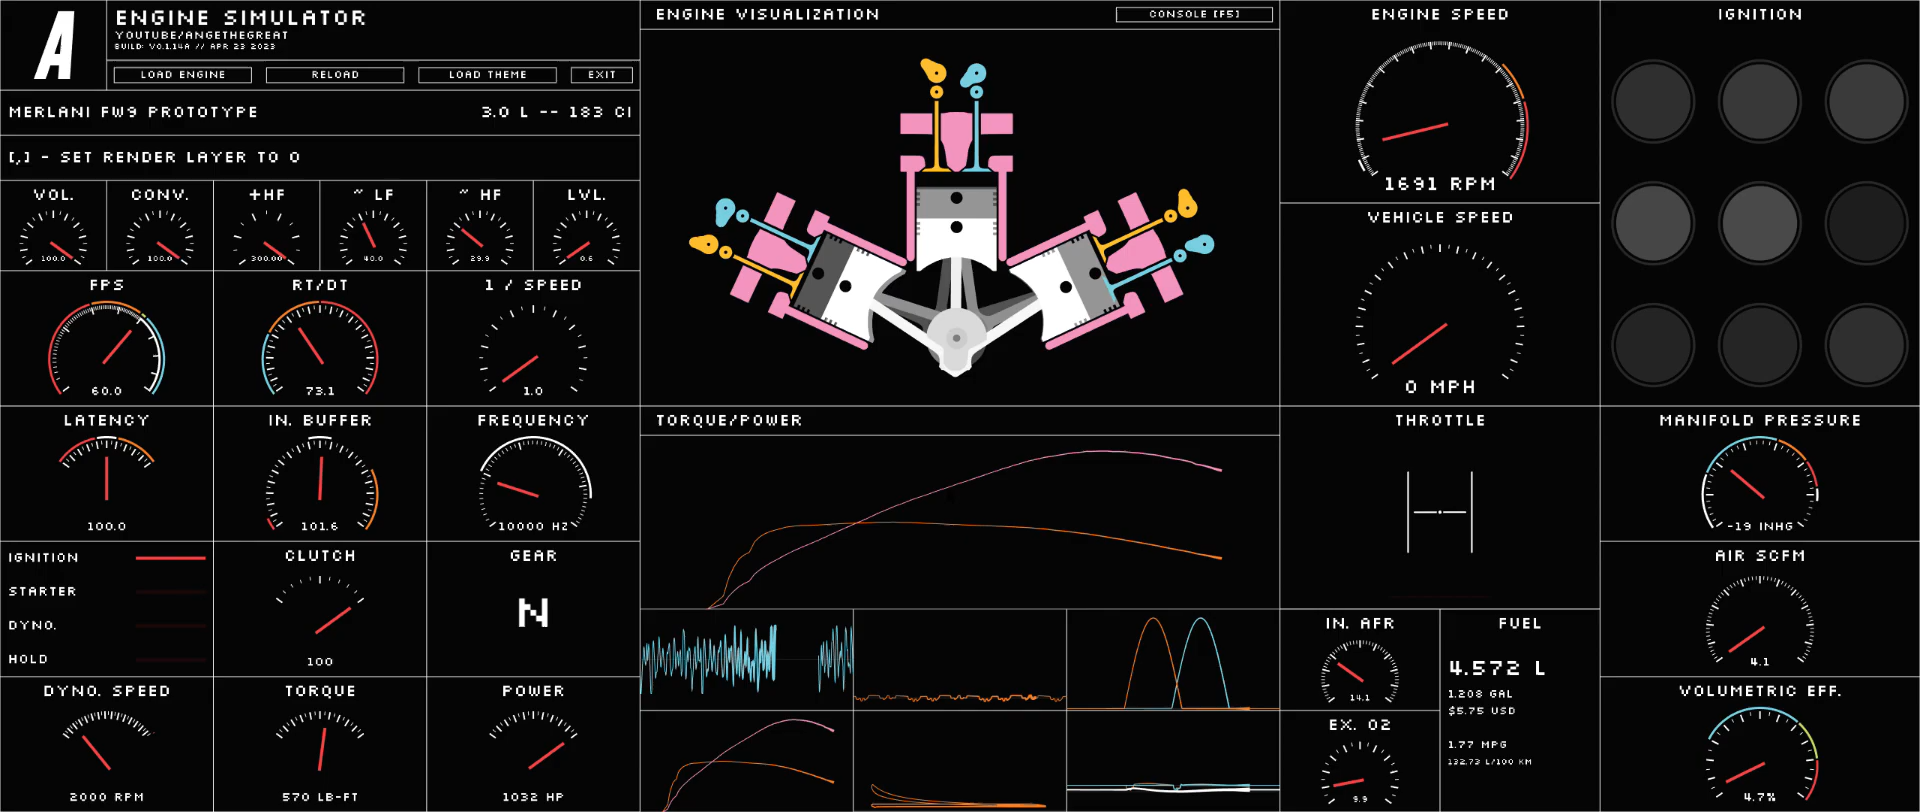 A
ENGINE SIMULATOR
YOUTUBE/ANGETHEGREAT
BUILD: V0.1.14A // APR 23 2023
LOAD ENGINE
RELOAD
LOAD THEME
EXIT
MERLANI FW9 PROTOTYPE
3.0 L -- 183 CI
[,] - SET RENDER LAYER TO 0
VOL.
CONV.
+HF
~ LF
~ HF
LVL.
100.0
100.0
300.00
40.0
29.9
0.6
FPS
RT/DT
1 / SPEED
60.0
73.1
1.0
LATENCY
IN. BUFFER
FREQUENCY
100.0
101.6
10000 HZ
IGNITION
STARTER
DYNO.
HOLD
CLUTCH
100
GEAR
N
DYNO. SPEED
TORQUE
POWER
2000 RPM
570 LB-FT
1032 HP
ENGINE VISUALIZATION
CONSOLE [F5]
TORQUE/POWER
ENGINE SPEED
1691 RPM
VEHICLE SPEED
0 MPH
THROTTLE
IN. AFR
14.1
EX. O2
9.9
FUEL
4.572 L
1.208 GAL
$5.75 USD
1.77 MPG
132.73 L/100 KM
IGNITION
MANIFOLD PRESSURE
-19 INHG
AIR SCFM
4.1
VOLUMETRIC EFF.
4.7%